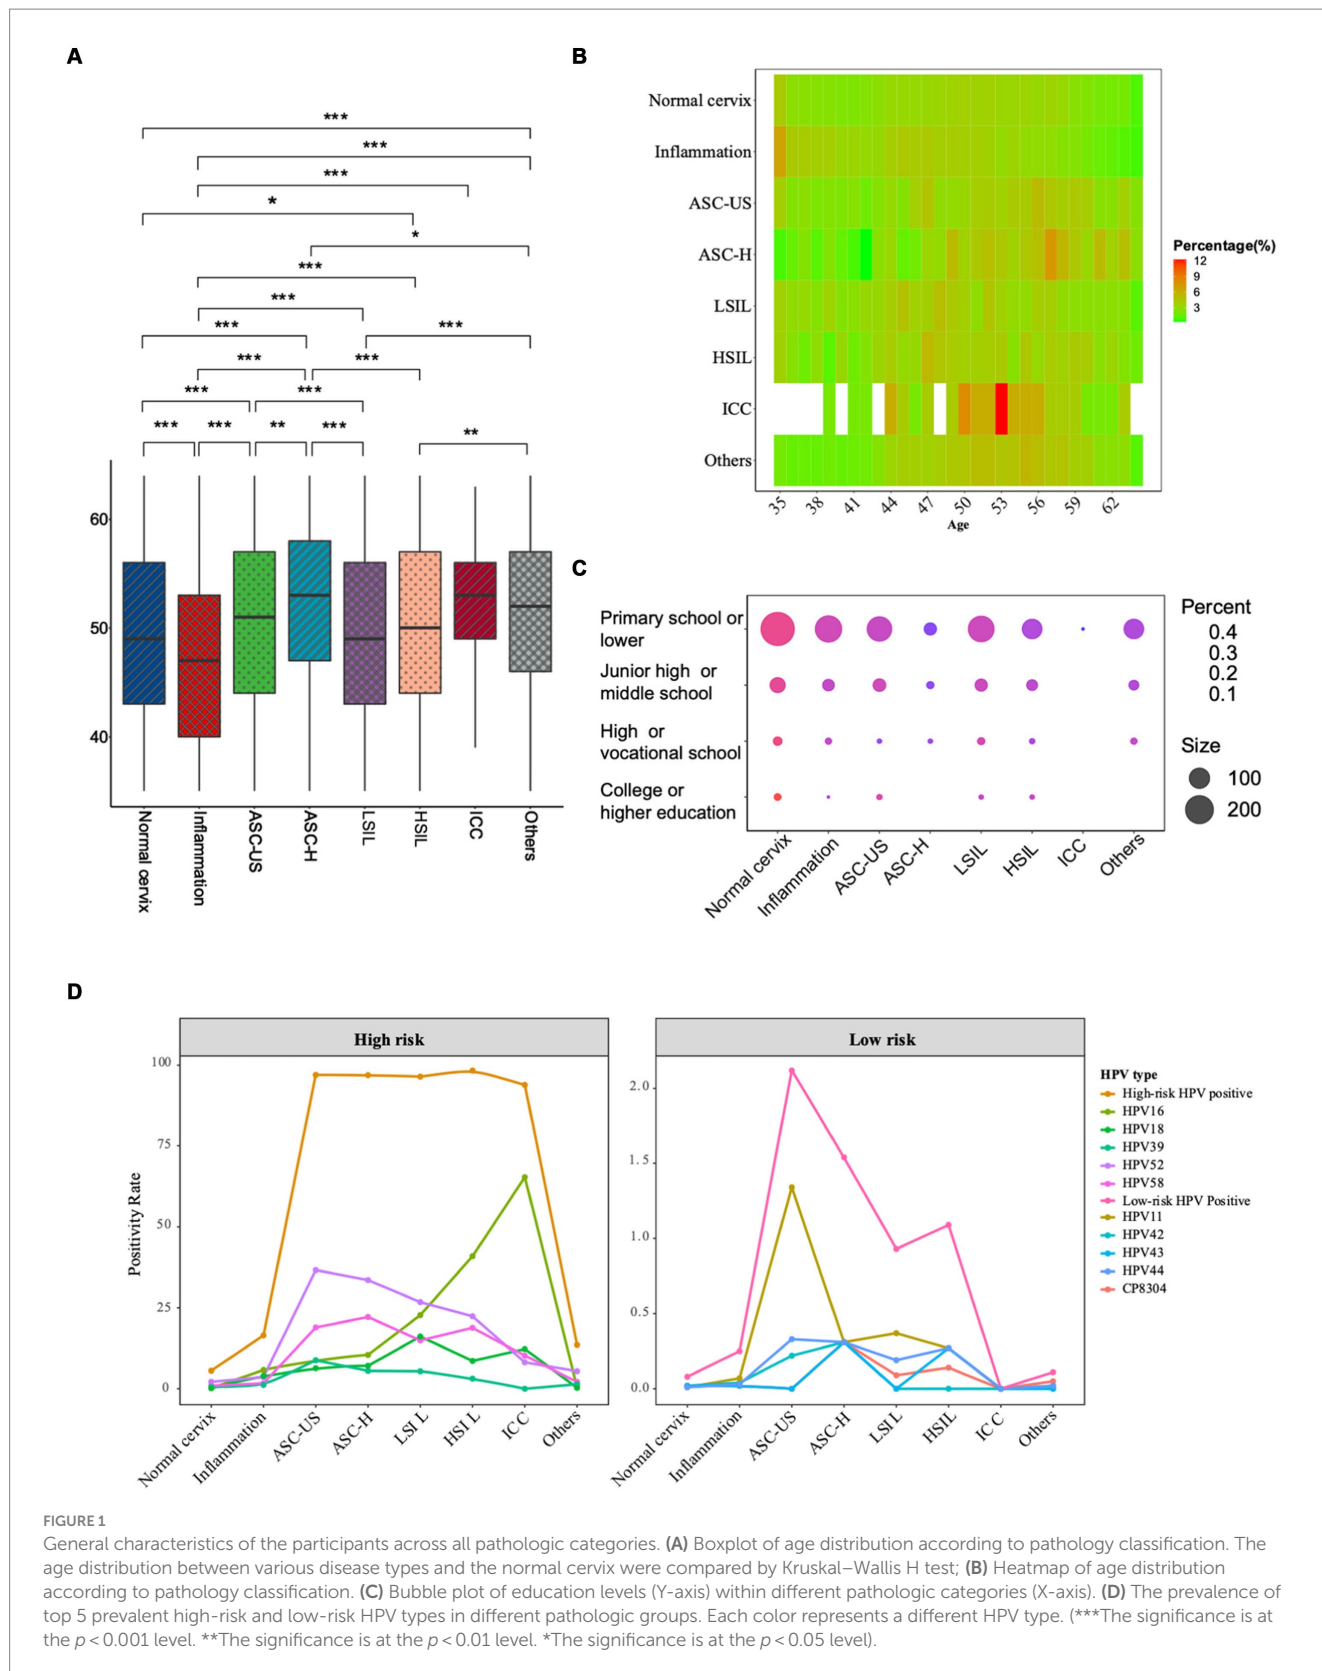 A
***
***
***
*
*
***
***
***
***
***
***
***
***
***
***
**
***
**
60
50
40
Normal cervix
Inflammation
ASC-US
ASC-H
LSIL
HSIL
ICC
Others
B
Normal cervix
Inflammation
ASC-US
ASC-H
LSIL
HSIL
ICC
Others
35
38
41
44
47
50
53
56
59
62
Age
Percentage(%)
12
9
6
3
C
Primary school or
lower
Junior high or
middle school
High or
vocational school
College or
higher education
Normal cervix
Inflammation
ASC-US
ASC-H
LSIL
HSIL
ICC
Others
Percent
0.4
0.3
0.2
0.1
Size
100
200
D
High risk
Positivity Rate
100
75
50
25
0
Normal cervix
Inflammation
ASC-US
ASC-H
LSIL
HSIL
ICC
Others
Low risk
2.0
1.5
1.0
0.5
0.0
Normal cervix
Inflammation
ASC-US
ASC-H
LSIL
HSIL
ICC
Others
HPV type
High-risk HPV positive
HPV16
HPV18
HPV39
HPV52
HPV58
Low-risk HPV Positive
HPV11
HPV42
HPV43
HPV44
CP8304
FIGURE 1
General characteristics of the participants across all pathologic categories. (A) Boxplot of age distribution according to pathology classification. The
age distribution between various disease types and the normal cervix were compared by Kruskal–Wallis H test; (B) Heatmap of age distribution
according to pathology classification. (C) Bubble plot of education levels (Y-axis) within different pathologic categories (X-axis). (D) The prevalence of
top 5 prevalent high-risk and low-risk HPV types in different pathologic groups. Each color represents a different HPV type. (***The significance is at
the p < 0.001 level. **The significance is at the p < 0.01 level. *The significance is at the p < 0.05 level).